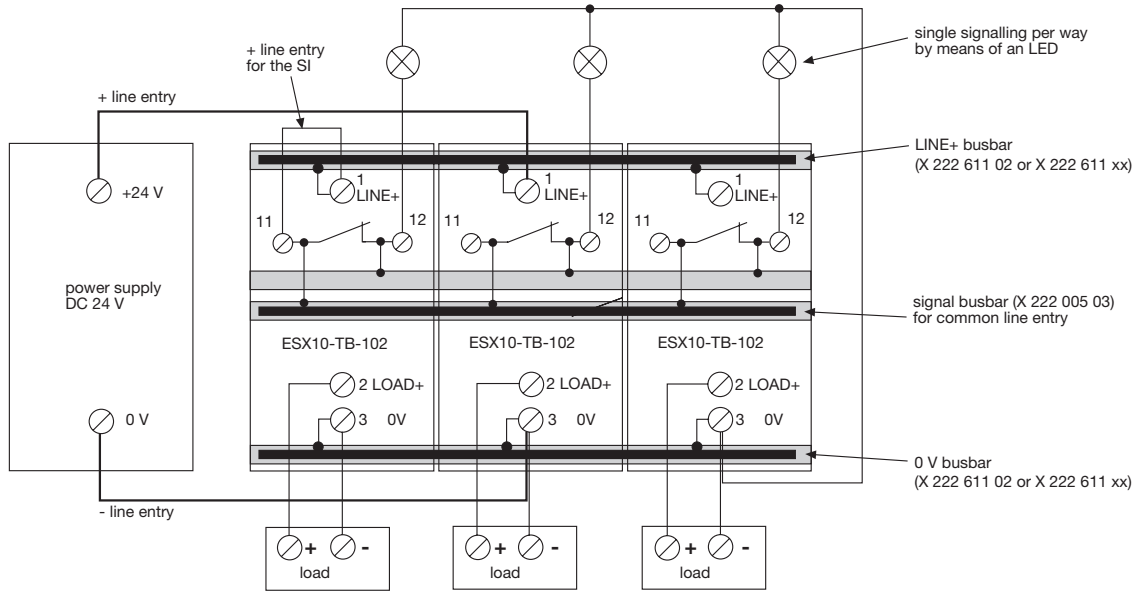 single signalling per way
by means of an LED
+ line entry
for the SI
+ line entry
LINE+ busbar
(X 222 611 02 or X 222 611 xx)
+24 V
1
LINE+
1
LINE+
1
LINE+
11
12
11
12
11
12
power supply
DC 24 V
signal busbar (X 222 005 03)
for common line entry
ESX10-TB-102
ESX10-TB-102
ESX10-TB-102
2 LOAD+
2 LOAD+
2 LOAD+
0 V
3 0V
3 0V
3 0V
0 V busbar
(X 222 611 02 or X 222 611 xx)
- line entry
+ -
load
+ -
load
+ -
load